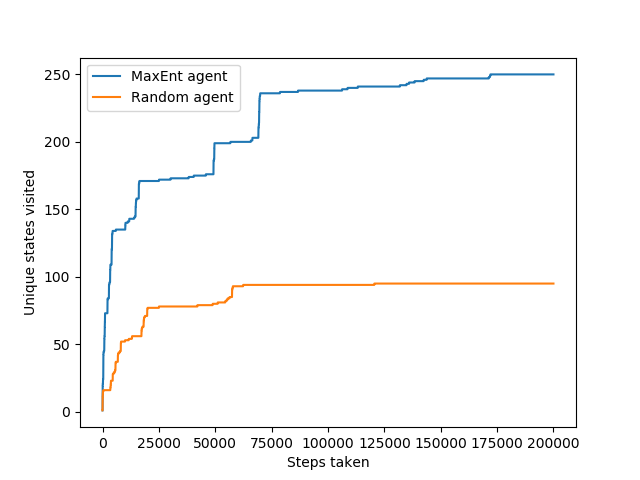 MaxEnt agent
Random agent
Unique states visited
250
200
150
100
50
0
0 25000 50000 75000 100000 125000 150000 175000 200000
Steps taken